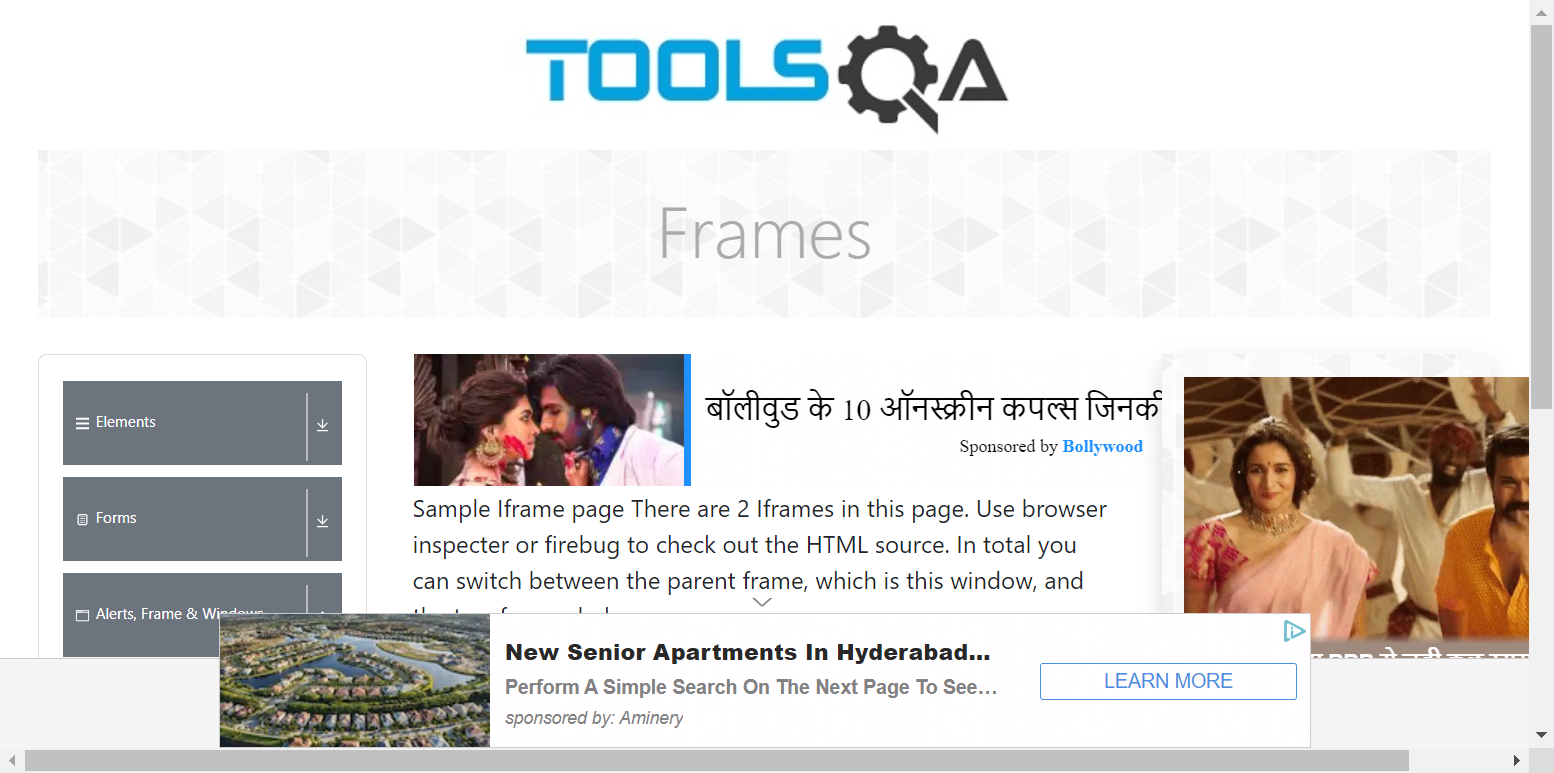 TOOLSQA
Frames
Elements
Forms
Alerts, Frame & Windows
बॉलीवुड के 10 ऑनस्क्रीन कपल्स जिनकी
Sponsored by Bollywood
Sample Iframe page There are 2 Iframes in this page. Use browser
inspecter or firebug to check out the HTML source. In total you
can switch between the parent frame, which is this window, and
New Senior Apartments In Hyderabad...
Perform A Simple Search On The Next Page To See...
sponsored by: Aminery
LEARN MORE